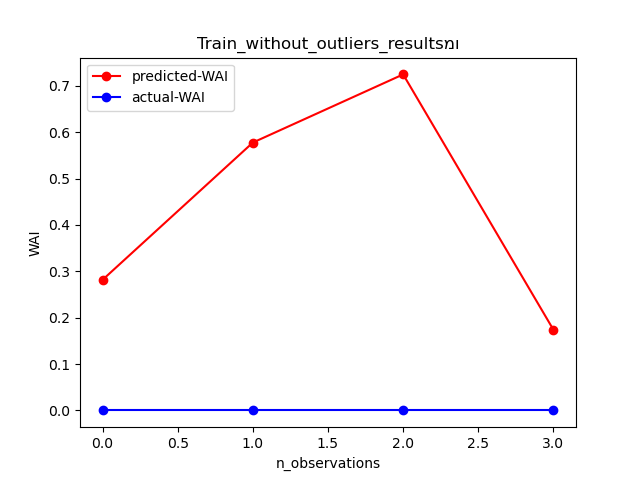 Train_without_outliers_resultsמו
predicted-WAI
actual-WAI
WAI
0.7
0.6
0.5
0.4
0.3
0.2
0.1
0.0
0.0 0.5 1.0 1.5 2.0 2.5 3.0
n_observations